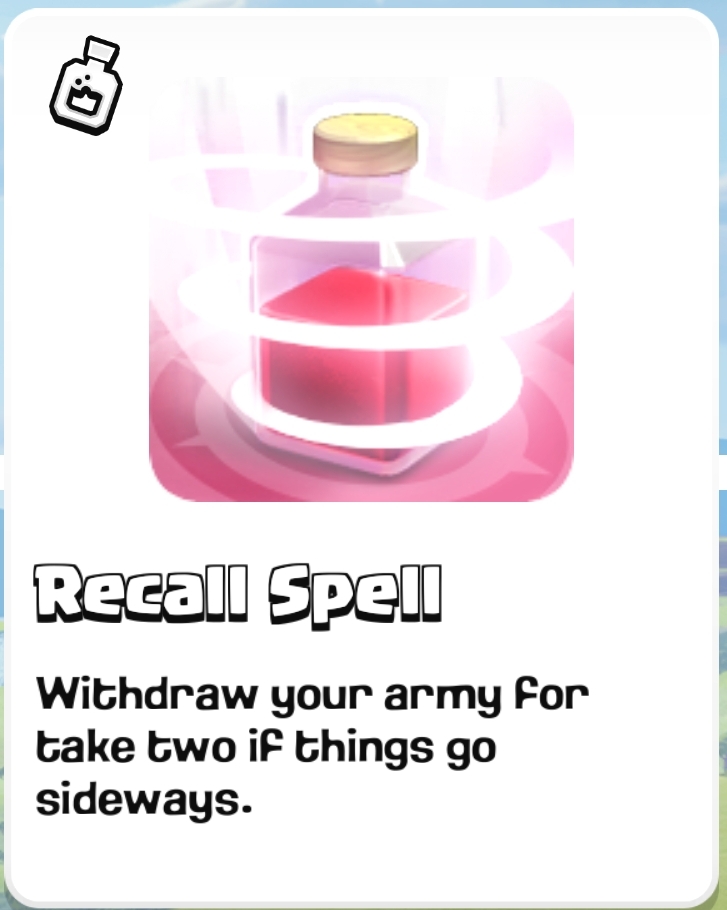 Recall Spell
Withdraw your army for
take two if things go
sideways.